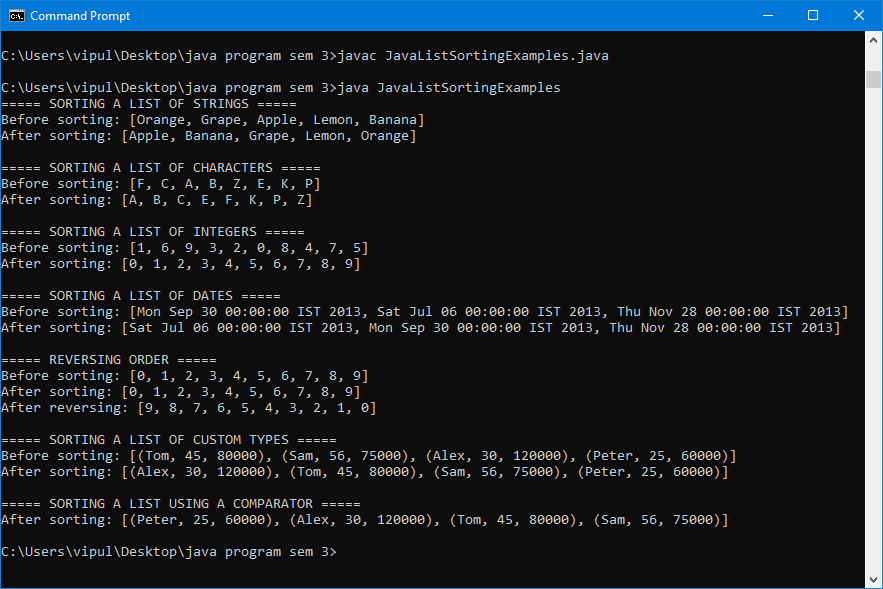 Command Prompt
C:\Users\vipul\Desktop\java program sem 3>javac JavaListSortingExamples.java
C:\Users\vipul\Desktop\java program sem 3>java JavaListSortingExamples
===== SORTING A LIST OF STRINGS =====
Before sorting: [Orange, Grape, Apple, Lemon, Banana]
After sorting: [Apple, Banana, Grape, Lemon, Orange]
===== SORTING A LIST OF CHARACTERS =====
Before sorting: [F, C, A, B, Z, E, K, P]
After sorting: [A, B, C, E, F, K, P, Z]
===== SORTING A LIST OF INTEGERS =====
Before sorting: [1, 6, 9, 3, 2, 0, 8, 4, 7, 5]
After sorting: [0, 1, 2, 3, 4, 5, 6, 7, 8, 9]
===== SORTING A LIST OF DATES =====
Before sorting: [Mon Sep 30 00:00:00 IST 2013, Sat Jul 06 00:00:00 IST 2013, Thu Nov 28 00:00:00 IST 2013]
After sorting: [Sat Jul 06 00:00:00 IST 2013, Mon Sep 30 00:00:00 IST 2013, Thu Nov 28 00:00:00 IST 2013]
===== REVERSING ORDER =====
Before sorting: [0, 1, 2, 3, 4, 5, 6, 7, 8, 9]
After sorting: [0, 1, 2, 3, 4, 5, 6, 7, 8, 9]
After reversing: [9, 8, 7, 6, 5, 4, 3, 2, 1, 0]
===== SORTING A LIST OF CUSTOM TYPES =====
Before sorting: [(Tom, 45, 80000), (Sam, 56, 75000), (Alex, 30, 120000), (Peter, 25, 60000)]
After sorting: [(Alex, 30, 120000), (Tom, 45, 80000), (Sam, 56, 75000), (Peter, 25, 60000)]
===== SORTING A LIST USING A COMPARATOR =====
After sorting: [(Peter, 25, 60000), (Alex, 30, 120000), (Tom, 45, 80000), (Sam, 56, 75000)]
C:\Users\vipul\Desktop\java program sem 3>